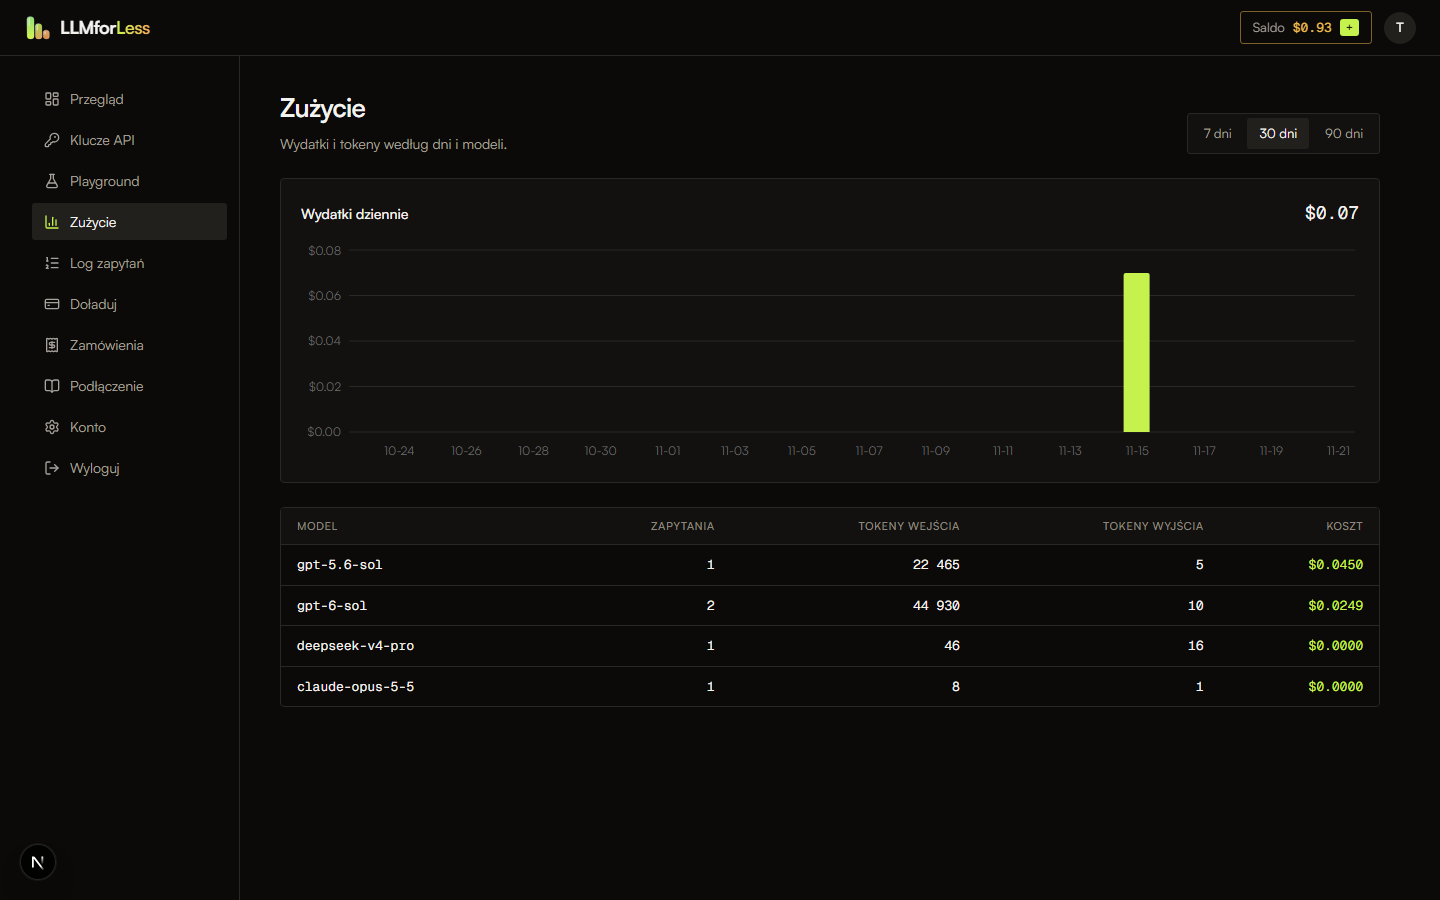 LLMforLess
Saldo $0.93 +
T
Przegląd
Klucze API
Playground
Zużycie
Log zapytań
Doładuj
Zamówienia
Podłączenie
Konto
Wyloguj
N
Zużycie
Wydatki i tokeny według dni i modeli.
7 dni 30 dni 90 dni
Wydatki dziennie
$0.07
$0.08
$0.06
$0.04
$0.02
$0.00
10-24 10-26 10-28 10-30 11-01 11-03 11-05 11-07 11-09 11-11 11-13 11-15 11-17 11-19 11-21
MODEL ZAPYTANIA TOKENY WEJŚCIA TOKENY WYJŚCIA KOSZT
gpt-5.6-sol 1 22 465 5 $0.0450
gpt-6-sol 2 44 930 10 $0.0249
deepseek-v4-pro 1 46 16 $0.0000
claude-opus-5-5 1 8 1 $0.0000